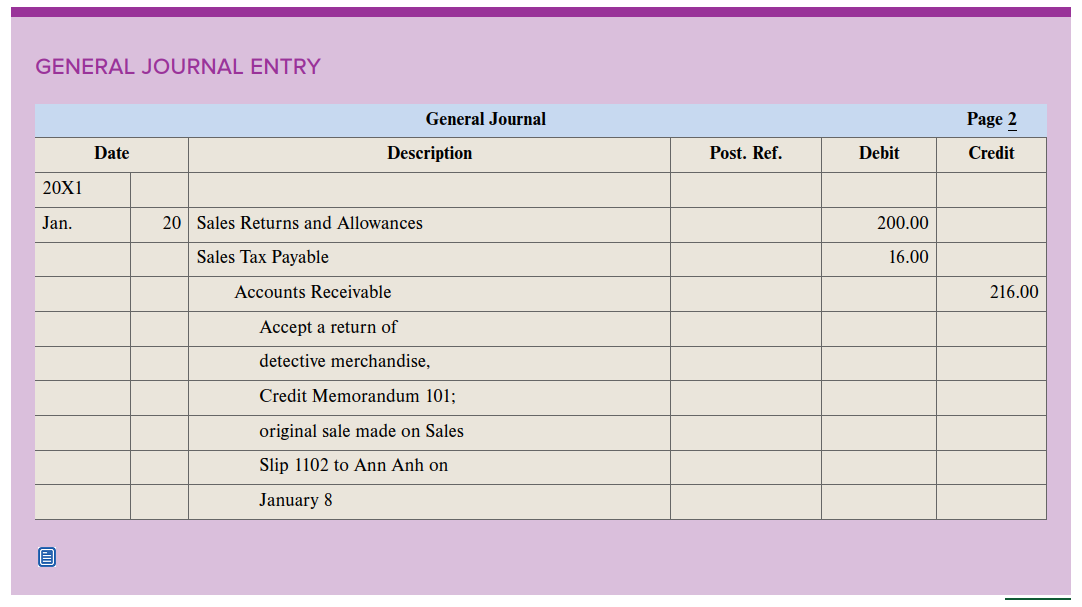 GENERAL JOURNAL ENTRY
General Journal Page 2
Date Description Post. Ref. Debit Credit
20X1
Jan. 20 Sales Returns and Allowances 200.00
Sales Tax Payable 16.00
Accounts Receivable 216.00
Accept a return of
detective merchandise,
Credit Memorandum 101;
original sale made on Sales
Slip 1102 to Ann Anh on
January 8